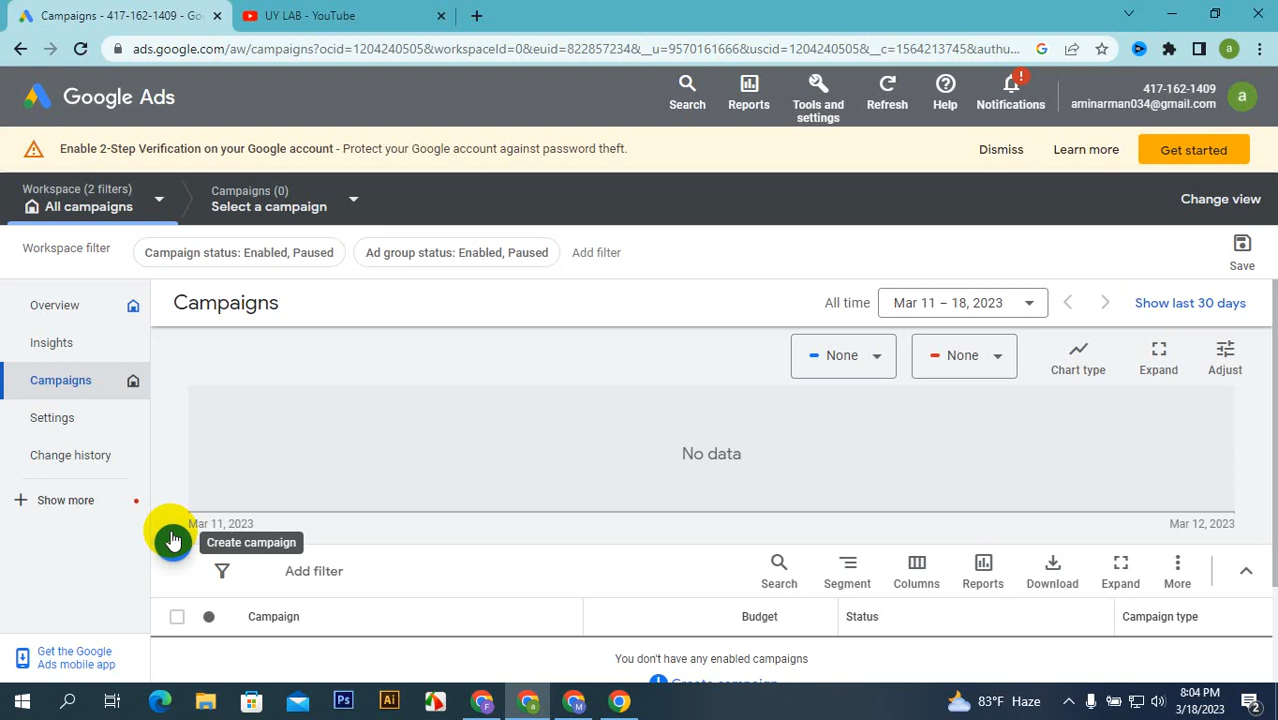 Campaigns - 417-162-1409 - Go
UY LAB - YouTube
ads.google.com/aw/campaigns?ocid=1204240505&workspaceId=0&euid=822857234&__u=9570161666&uscid=1204240505&__c=1564213745&authu...
a
Google Ads
Search
Reports
Tools and settings
Refresh
Help
Notifications
417-162-1409
aminarman034@gmail.com
a
Enable 2-Step Verification on your Google account - Protect your Google account against password theft.
Dismiss
Learn more
Get started
Workspace (2 filters)
All campaigns
Campaigns (0)
Select a campaign
Change view
Workspace filter
Campaign status: Enabled, Paused
Ad group status: Enabled, Paused
Add filter
Save
Overview
Insights
Campaigns
Settings
Change history
Show more
Get the Google
Ads mobile app
Campaigns
All time
Mar 11 – 18, 2023
Show last 30 days
None
None
Chart type
Expand
Adjust
No data
Mar 11, 2023
Mar 12, 2023
Create campaign
Add filter
Search
Segment
Columns
Reports
Download
Expand
More
Campaign
Budget
Status
Campaign type
You don't have any enabled campaigns
Create campaign
Ps
Ai
F
a
M
83°F Haze
8:04 PM
3/18/2023
2